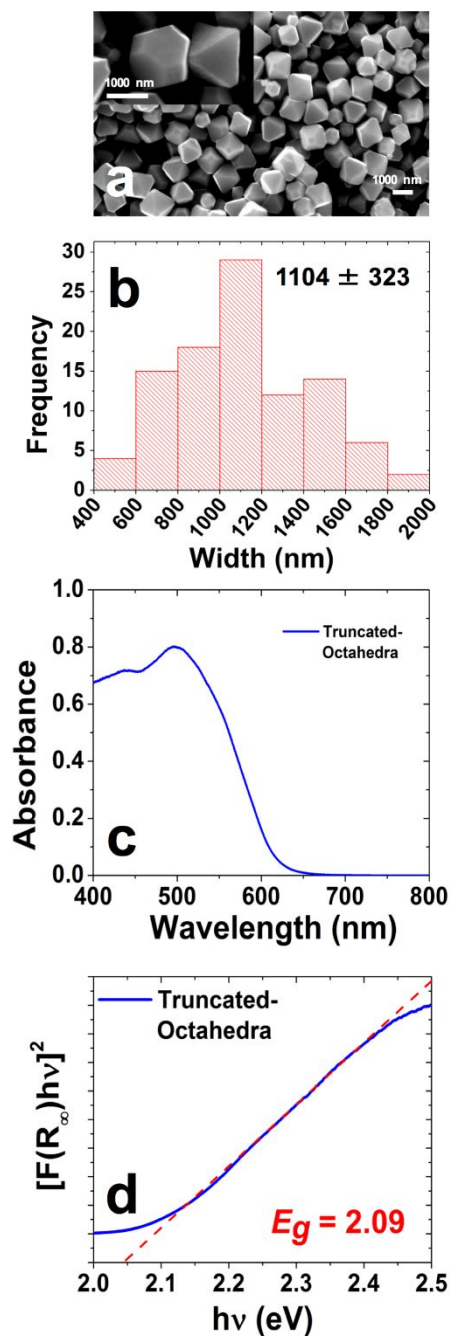 1000 nm
a
1000 nm
b
1104 ± 323
Frequency
30
25
20
15
10
5
0
400 600 800 1000 1200 1400 1600 1800 2000
Width (nm)
c
Truncated-
Octahedra
Absorbance
1.0
0.8
0.6
0.4
0.2
0.0
400 500 600 700 800
Wavelength (nm)
Truncated-
Octahedra
[F(R∞)hν]²
d
Eg = 2.09
2.0 2.1 2.2 2.3 2.4 2.5
hν (eV)